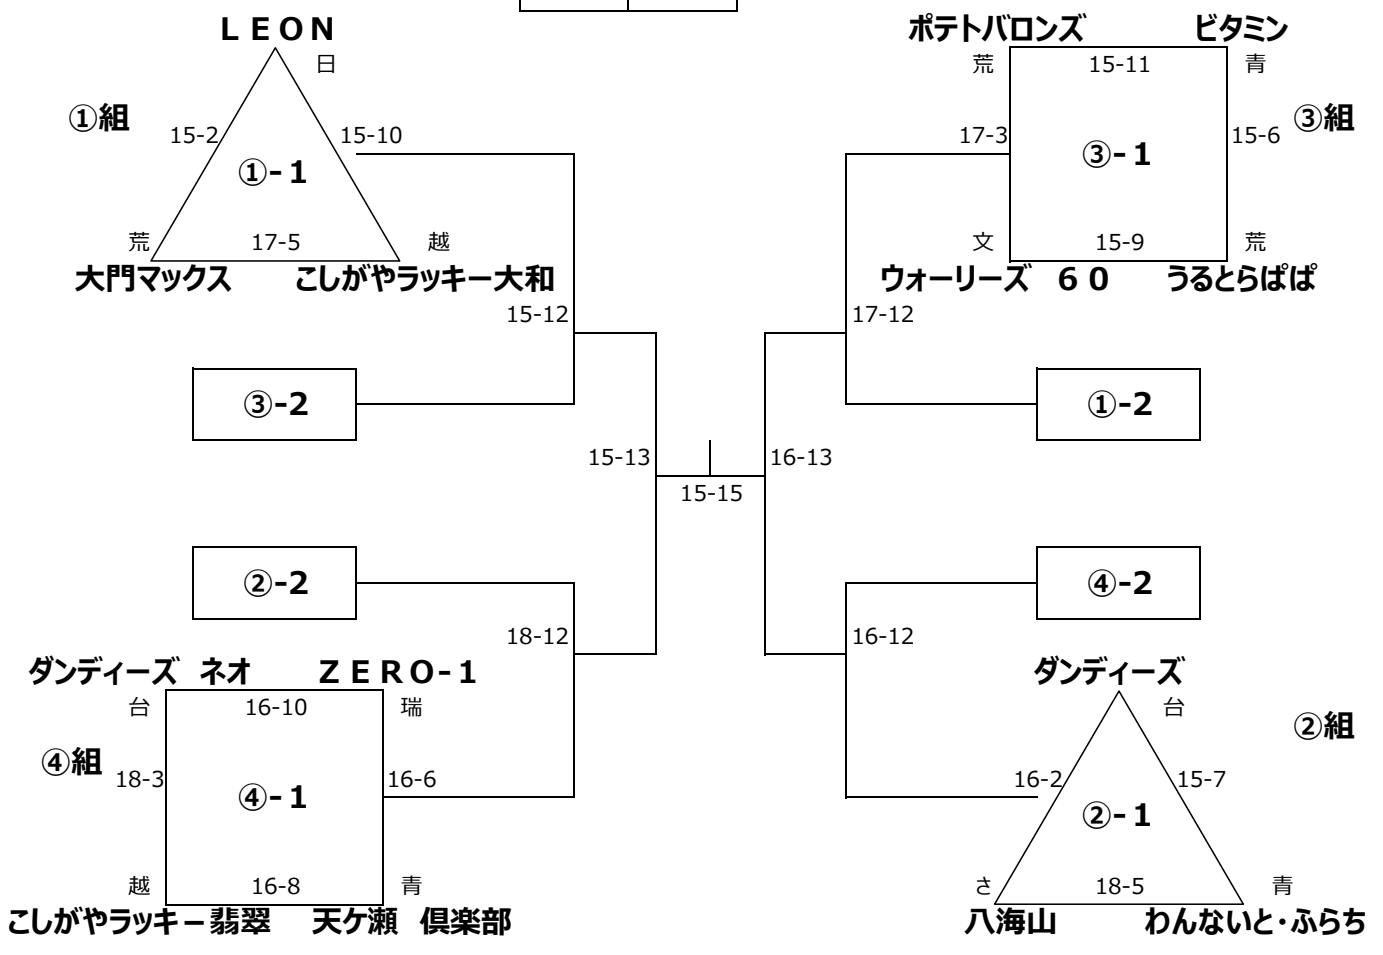 ＬＥＯＮ
ポテトバロンズ ビタミン
日
荒 15-11 青
①組 15-2 15-10
17-3 ③-１ 15-6 ③組
①-１
荒 17-5 越
文 15-9 荒
大門マックス こしがやラッキー大和
ウォーリーズ ６０ うるとらぱぱ
15-12 17-12
③-2 ①-2
15-13 16-13
15-15
②-2 ④-2
18-12 16-12
ダンディーズ ネオ ＺＥＲＯ-１
ダンディーズ
台 16-10 瑞
台
②組
④組 18-3 16-6
16-2 15-7
④-１
②-１
越 16-8 青
さ 18-5 青
こしがやラッキー翡翠 天ケ瀬 倶楽部
八海山 わんないと・ふらち